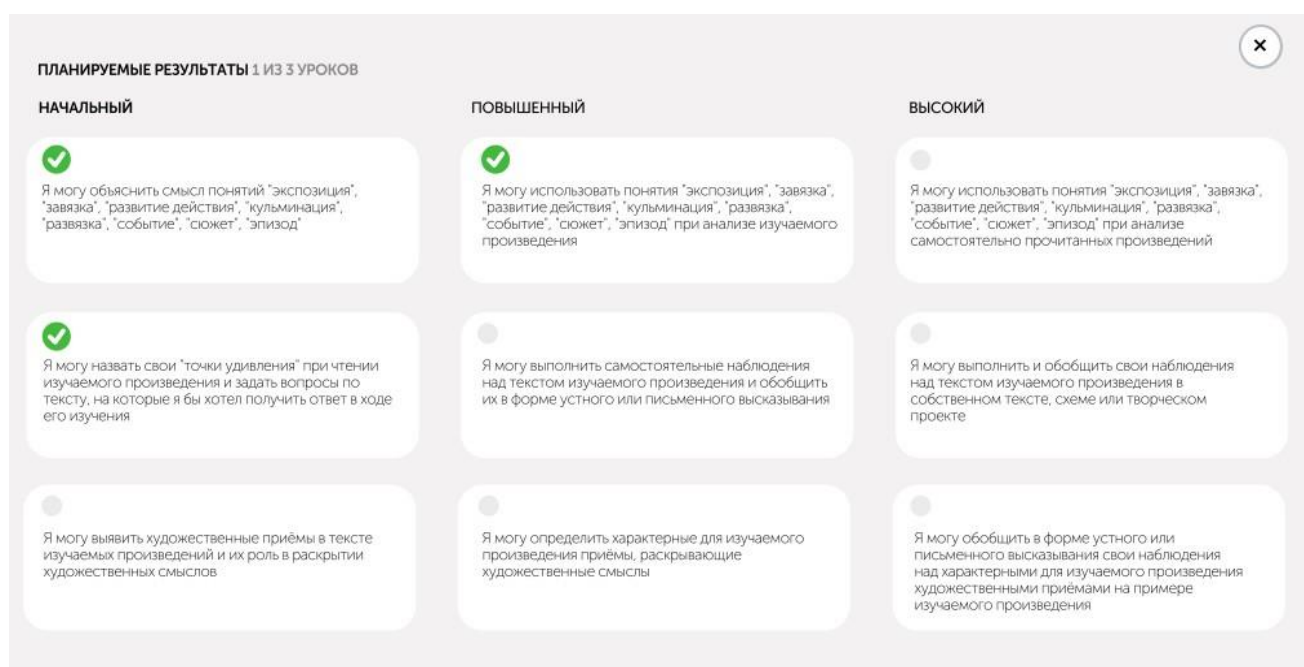 ПЛАНИРУЕМЫЕ РЕЗУЛЬТАТЫ 1 ИЗ 3 УРОКОВ
НАЧАЛЬНЫЙ
Я могу объяснить смысл понятий "экспозиция",
"завязка", "развитие действия", "кульминация",
"развязка", "событие", "сюжет", "эпизод"
Я могу назвать свои "точки удивления" при чтении
изучаемого произведения и задать вопросы по
тексту, на которые я бы хотел получить ответ в ходе
его изучения
Я могу выявить художественные приёмы в тексте
изучаемых произведений и их роль в раскрытии
художественных смыслов
ПОВЫШЕННЫЙ
Я могу использовать понятия "экспозиция", "завязка",
"развитие действия", "кульминация", "развязка",
"событие", "сюжет", "эпизод" при анализе изучаемого
произведения
Я могу выполнить самостоятельные наблюдения
над текстом изучаемого произведения и обобщить
их в форме устного или письменного высказывания
Я могу определить характерные для изучаемого
произведения приёмы, раскрывающие
художественные смыслы
ВЫСОКИЙ
Я могу использовать понятия "экспозиция", "завязка",
"развитие действия", "кульминация", "развязка",
"событие", "сюжет", "эпизод" при анализе
самостоятельно прочитанных произведений
Я могу выполнить и обобщить свои наблюдения
над текстом изучаемого произведения в
собственном тексте, схеме или творческом
проекте
Я могу обобщить в форме устного или
письменного высказывания свои наблюдения
над характерными для изучаемого произведения
художественными приёмами на примере
изучаемого произведения